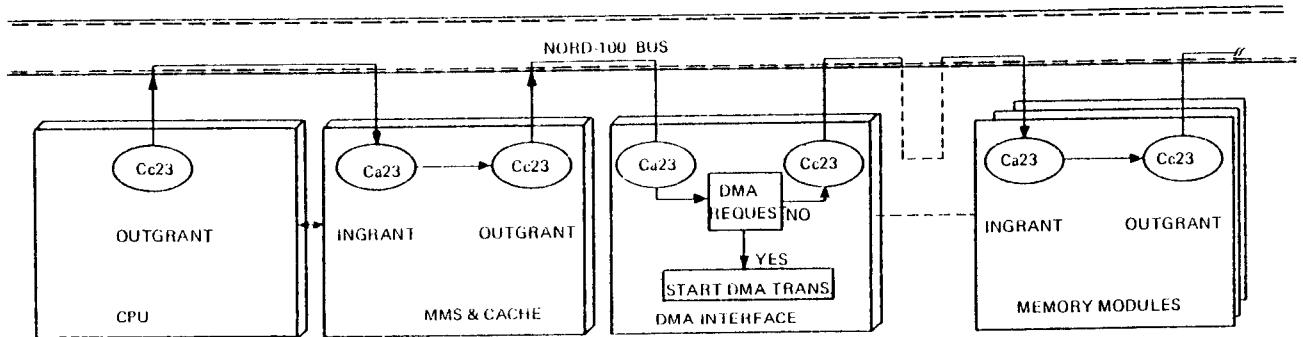 NORD-100 BUS
Cc23
Ca23
Cc23
Ca23
Cc23
Ca23
Cc23
DMA
REQUEST
NO
OUTGRANT
INGRANT
OUTGRANT
INGRANT
OUTGRANT
YES
START DMA TRANS.
CPU
MMS & CACHE
DMA INTERFACE
MEMORY MODULES